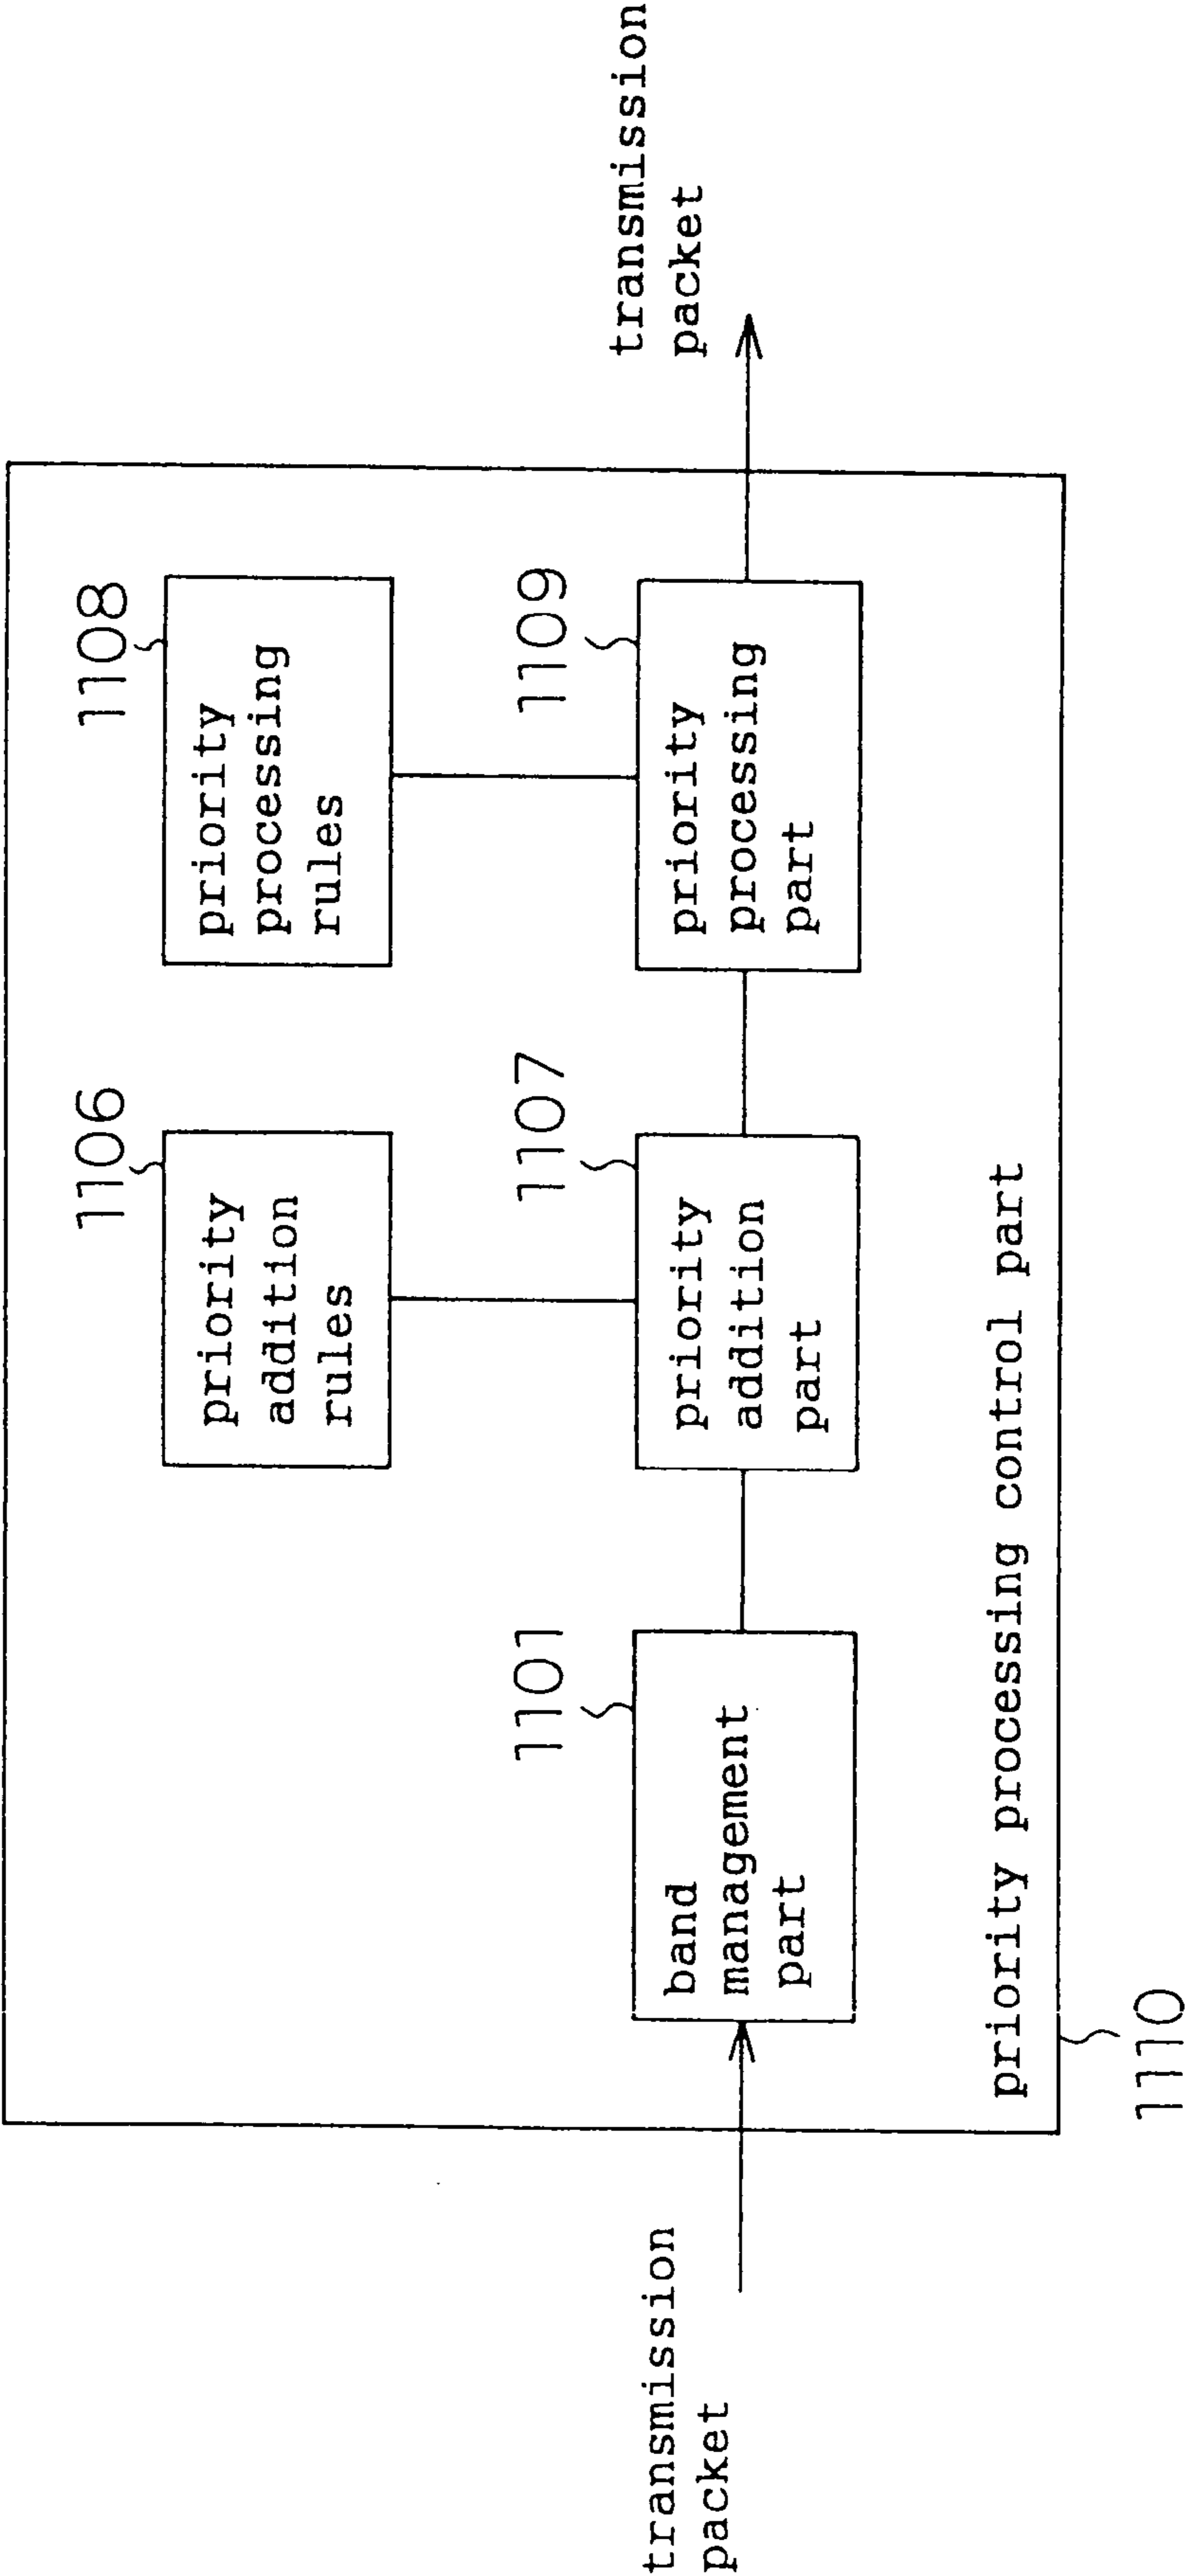 1106
priority
addition
rules
1108
priority
processing
rules
transmission
packet
1101
band
management
part
1107
priority
addition
part
1109
priority
processing
part
transmission
packet
priority processing control part
1110